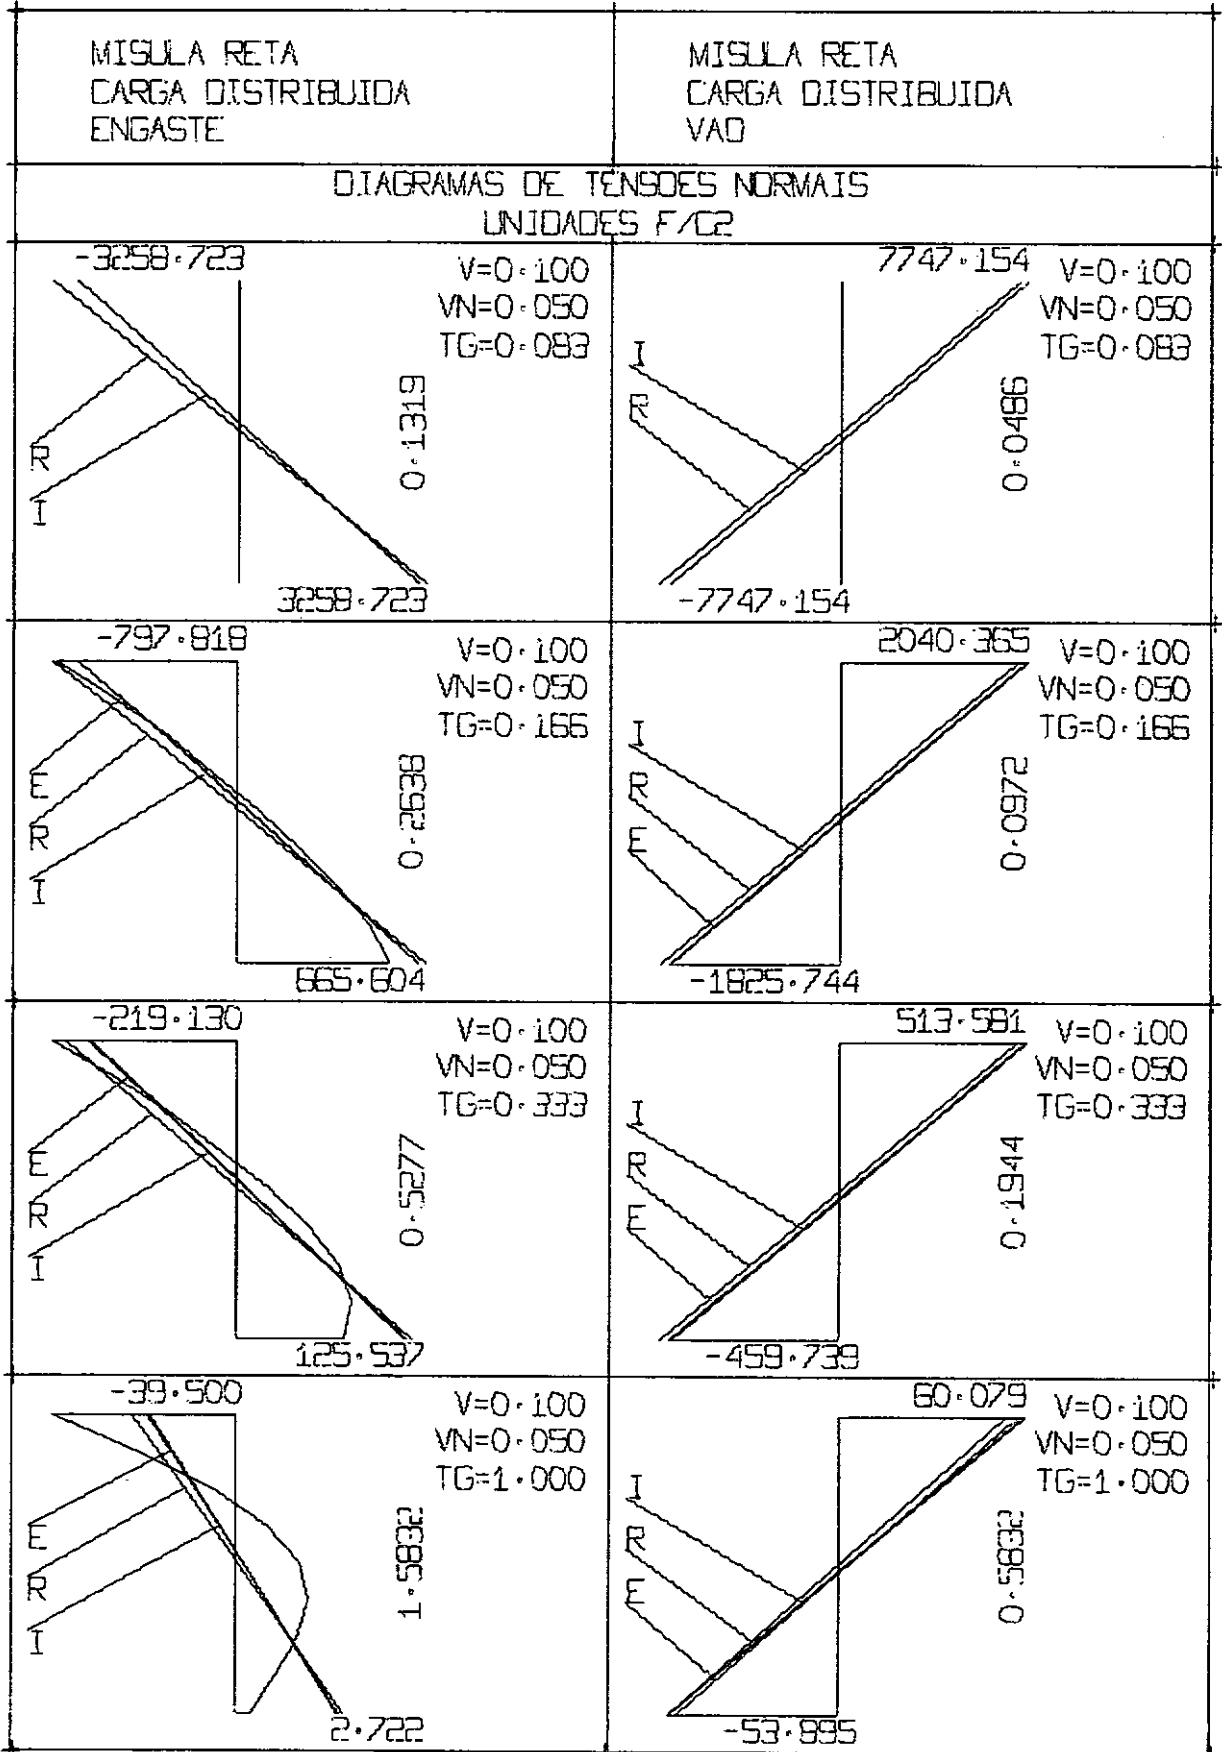 MISULA RETA
CARGA DISTRIBUIDA
ENGASTE
MISULA RETA
CARGA DISTRIBUIDA
VAO
DIAGRAMAS DE TENSOES NORMAIS
UNIDADES F/C2
-3258.723
V=0.100
VN=0.050
TG=0.083
0.1319
R
I
3258.723
7747.154
V=0.100
VN=0.050
TG=0.083
I
R
0.0486
-7747.154
-797.818
V=0.100
VN=0.050
TG=0.166
0.2638
E
R
I
665.604
2040.365
V=0.100
VN=0.050
TG=0.166
I
R
E
0.0972
-1825.744
-219.130
V=0.100
VN=0.050
TG=0.333
0.5277
E
R
I
125.537
513.581
V=0.100
VN=0.050
TG=0.333
I
R
E
0.1944
-459.739
-39.500
V=0.100
VN=0.050
TG=1.000
1.5832
E
R
I
2.722
60.079
V=0.100
VN=0.050
TG=1.000
I
R
E
0.5832
-53.895